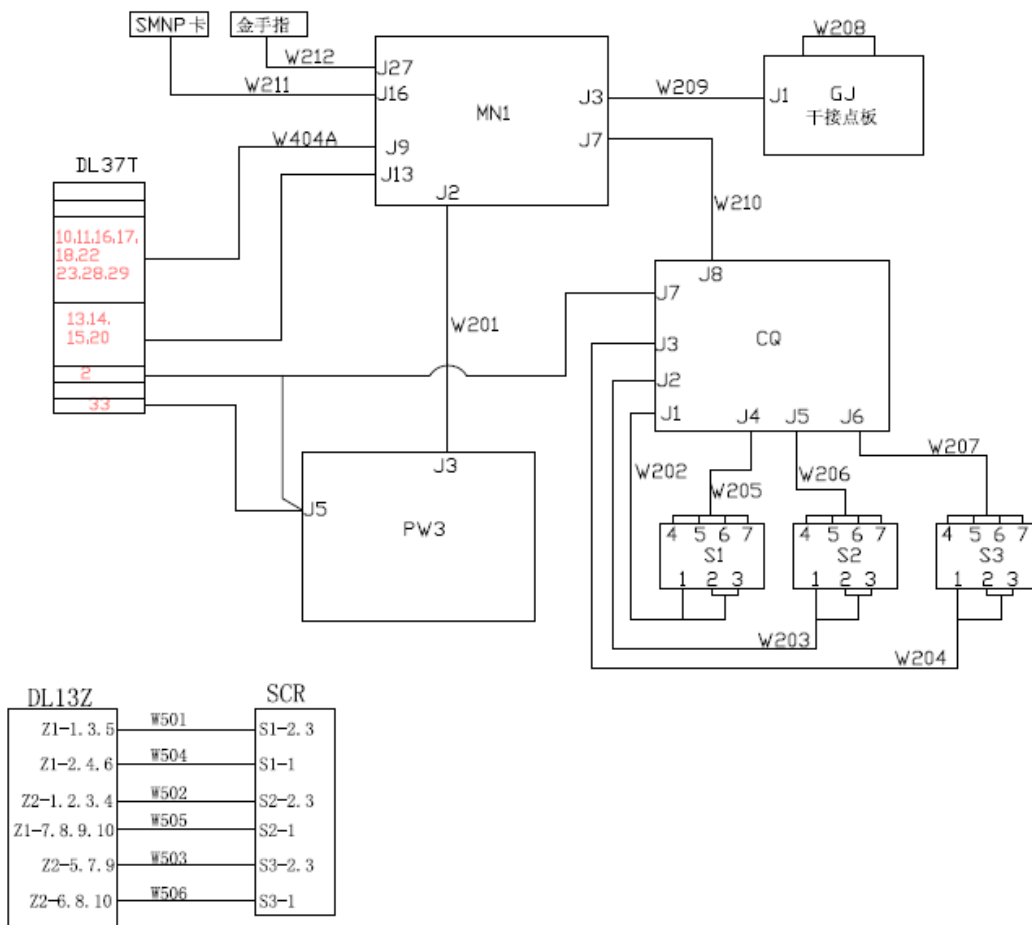 SMNP卡
金手指
W208
W212
W211
J27
J16
MN1
J3
W209
J1
GJ
干接点板
W404A
J9
J13
J7
J2
DL37T
10,11,16,17,
18,22
23,28,29
13,14,
15,20
2
33
W201
W210
J8
J7
J3
J2
J1
CQ
J4
J5
J6
W202
W205
W206
W207
J3
J5
PW3
4 5 6 7
S1
1 2 3
4 5 6 7
S2
1 2 3
4 5 6 7
S3
1 2 3
W203
W204
DL13Z
SCR
Z1-1.3.5
W501
S1-2.3
Z1-2.4.6
W504
S1-1
Z2-1.2.3.4
W502
S2-2.3
Z1-7.8.9.10
W505
S2-1
Z2-5.7.9
W503
S3-2.3
Z2-6.8.10
W506
S3-1